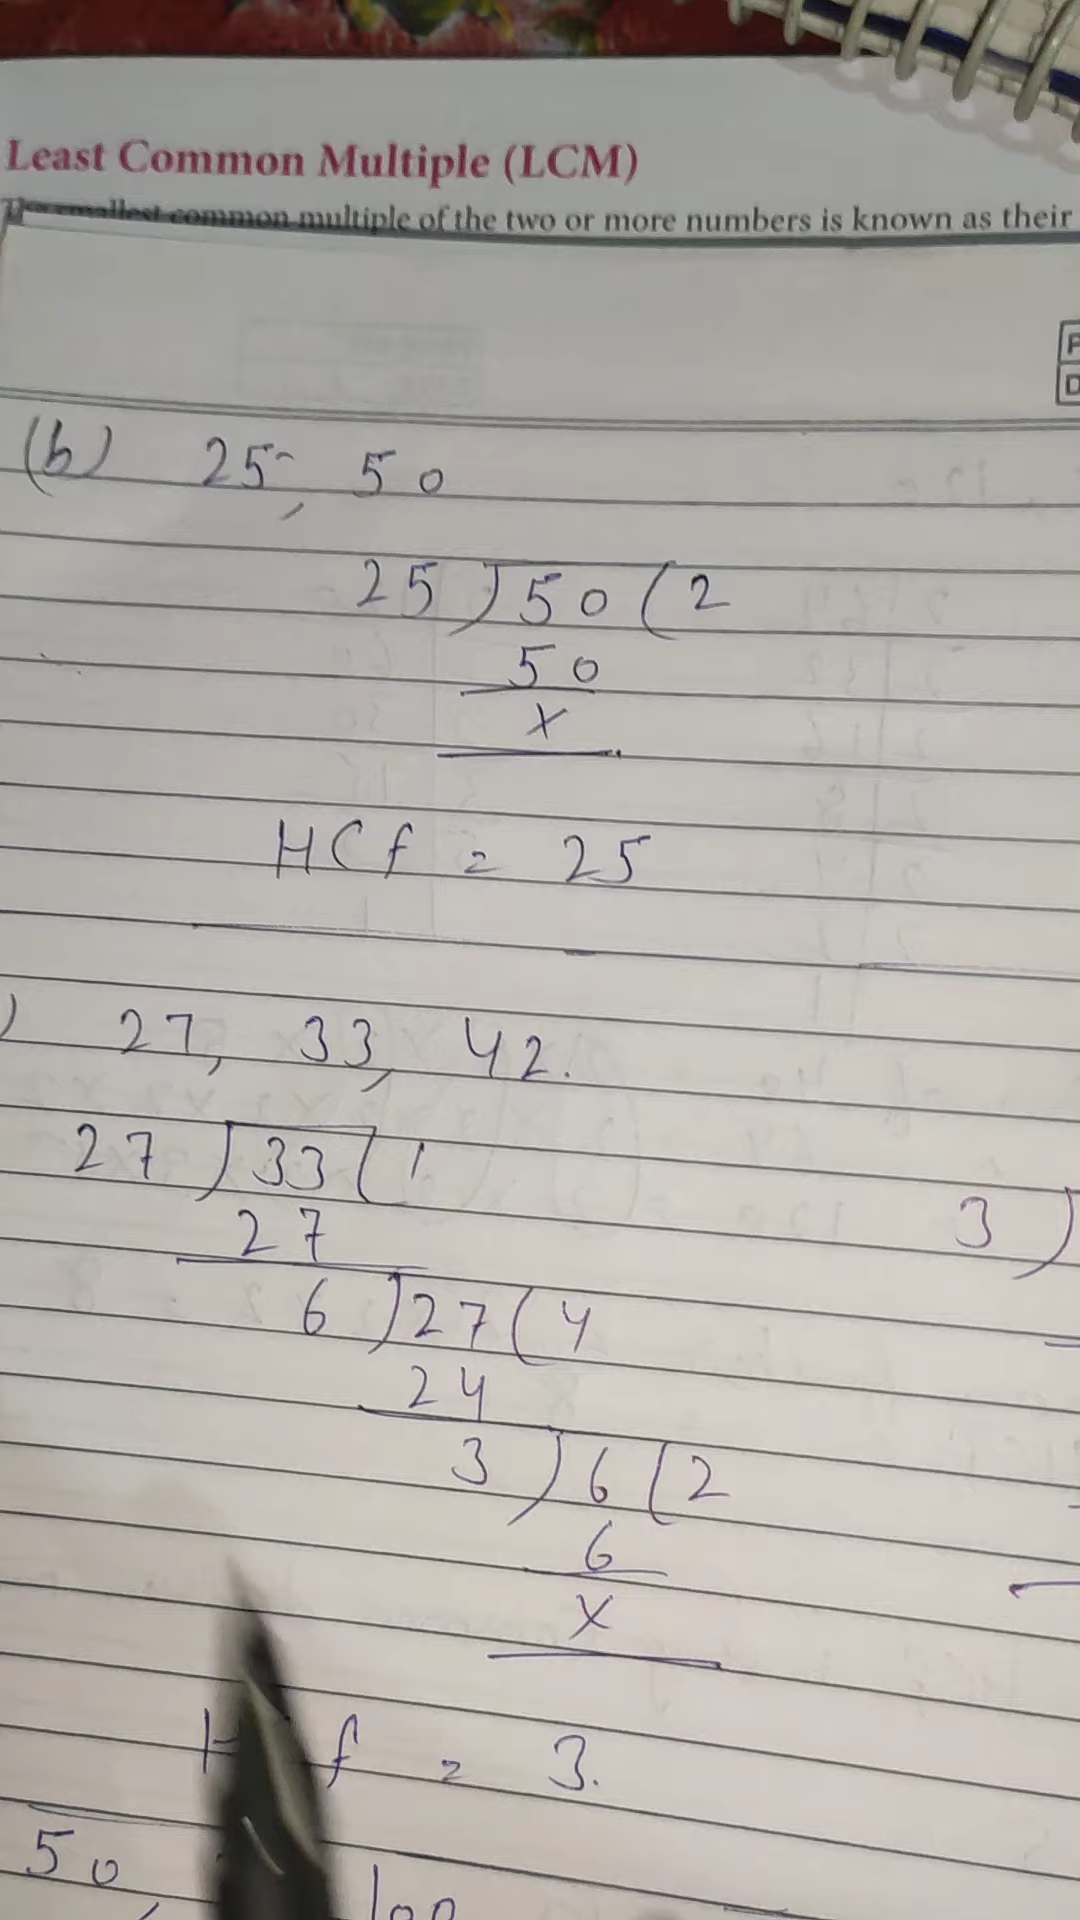 Least Common Multiple (LCM)
The smallest common multiple of the two or more numbers is known as their
(b) 25, 50
25 ) 50 ( 2
50
x
HCf = 25
) 27, 33, 42.
27 ) 33 ( 1
27
3 )
6 ) 27 ( 4
24
3 ) 6 ( 2
6
x
H f = 3.
50, 100